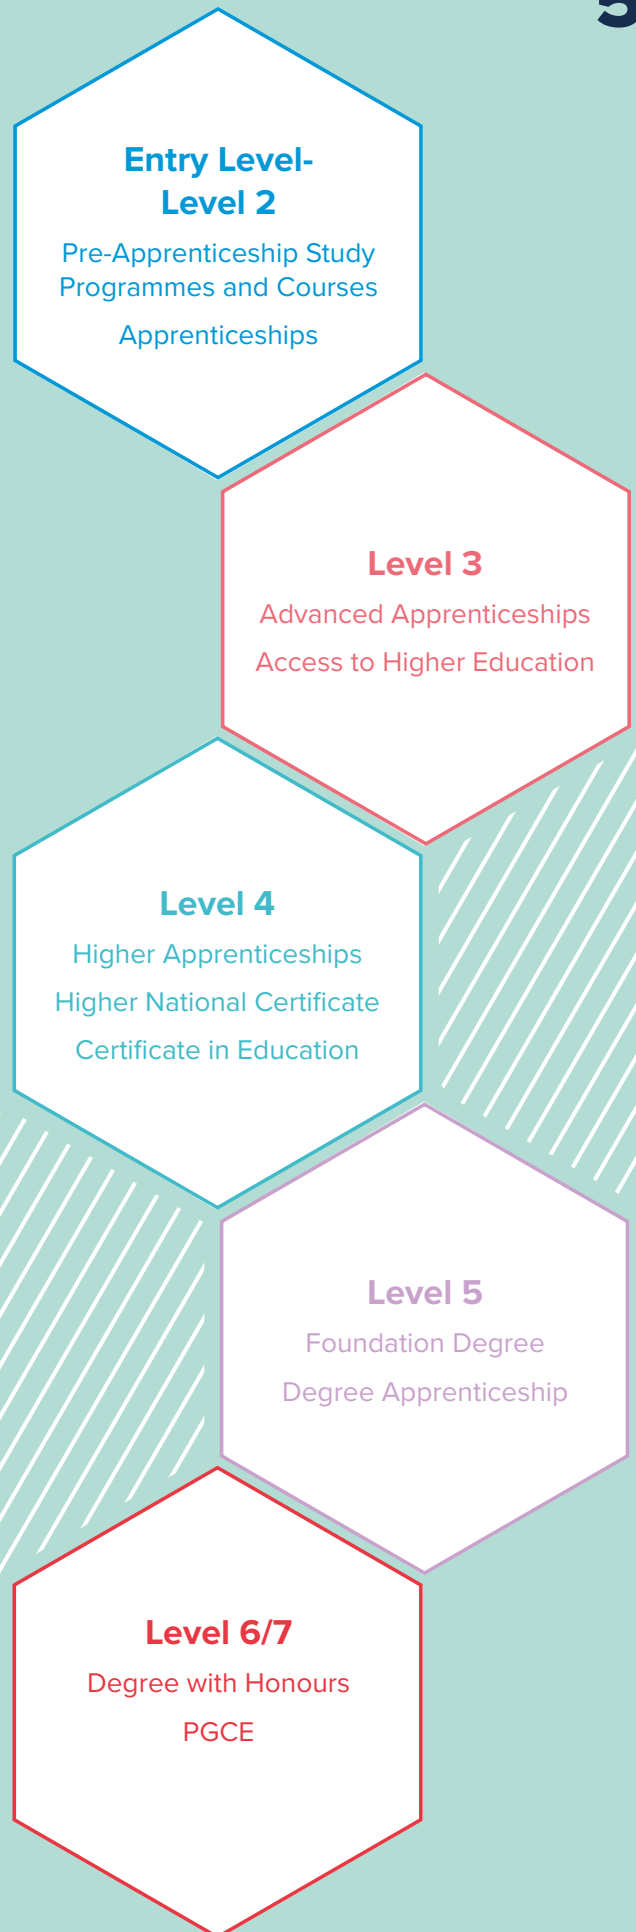 Entry Level-
Level 2
Pre-Apprenticeship Study
Programmes and Courses
Apprenticeships
Level 3
Advanced Apprenticeships
Access to Higher Education
Level 4
Higher Apprenticeships
Higher National Certificate
Certificate in Education
Level 5
Foundation Degree
Degree Apprenticeship
Level 6/7
Degree with Honours
PGCE